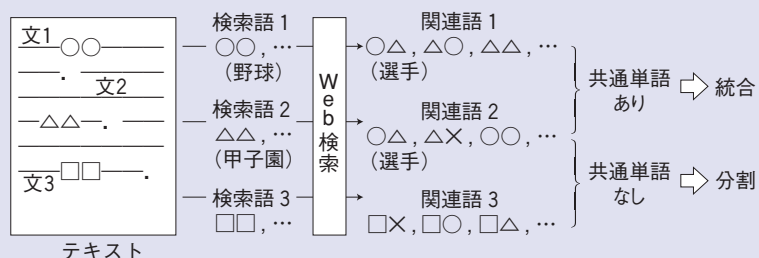 文1 ○○
文2
△△
文3 □□
テキスト
検索語1
○○, …
(野球)
検索語2
△△, …
(甲子園)
検索語3
□□, …
Web検索
関連語1
○△, △○, △△, …
(選手)
関連語2
○△, △×, ○○, …
(選手)
関連語3
□×, □○, □△, …
共通単語
あり
統合
共通単語
なし
分割